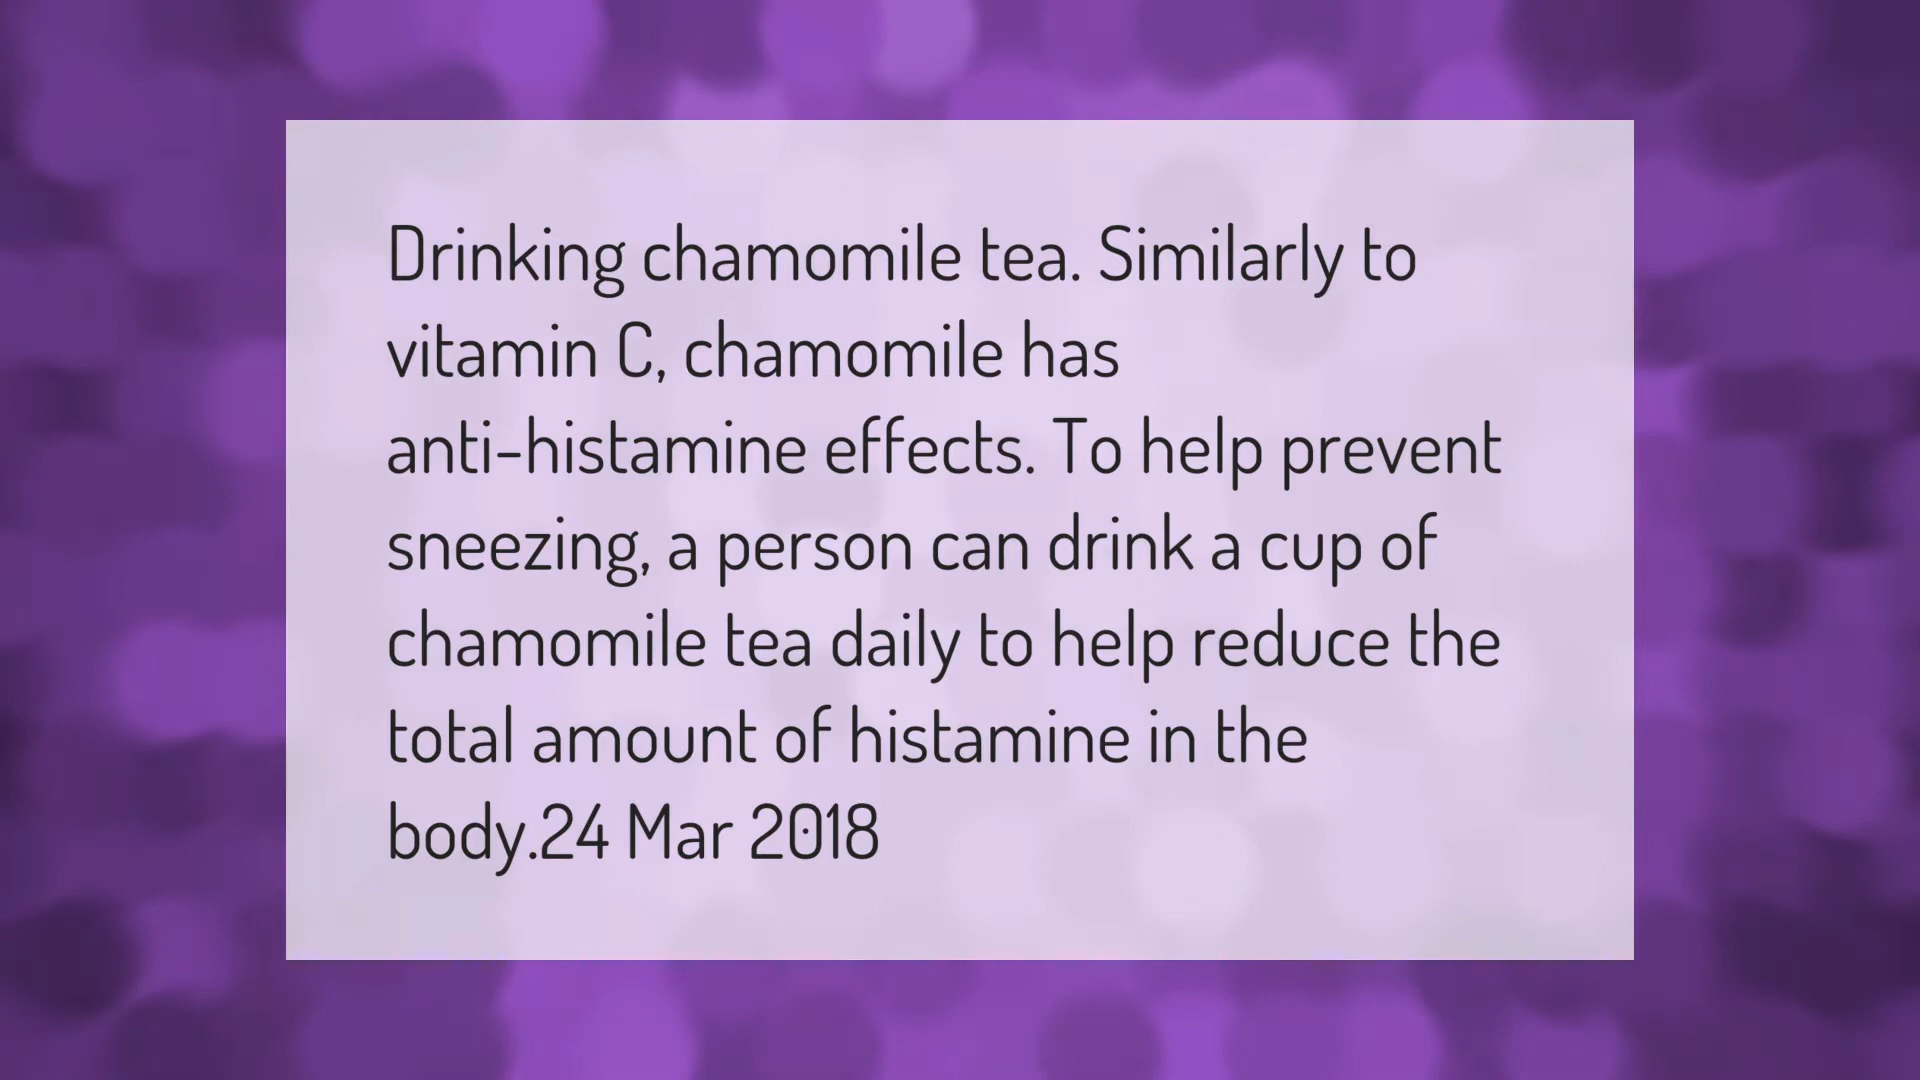 Drinking chamomile tea. Similarly to
vitamin C, chamomile has
anti-histamine effects. To help prevent
sneezing, a person can drink a cup of
chamomile tea daily to help reduce the
total amount of histamine in the
body.24 Mar 2018